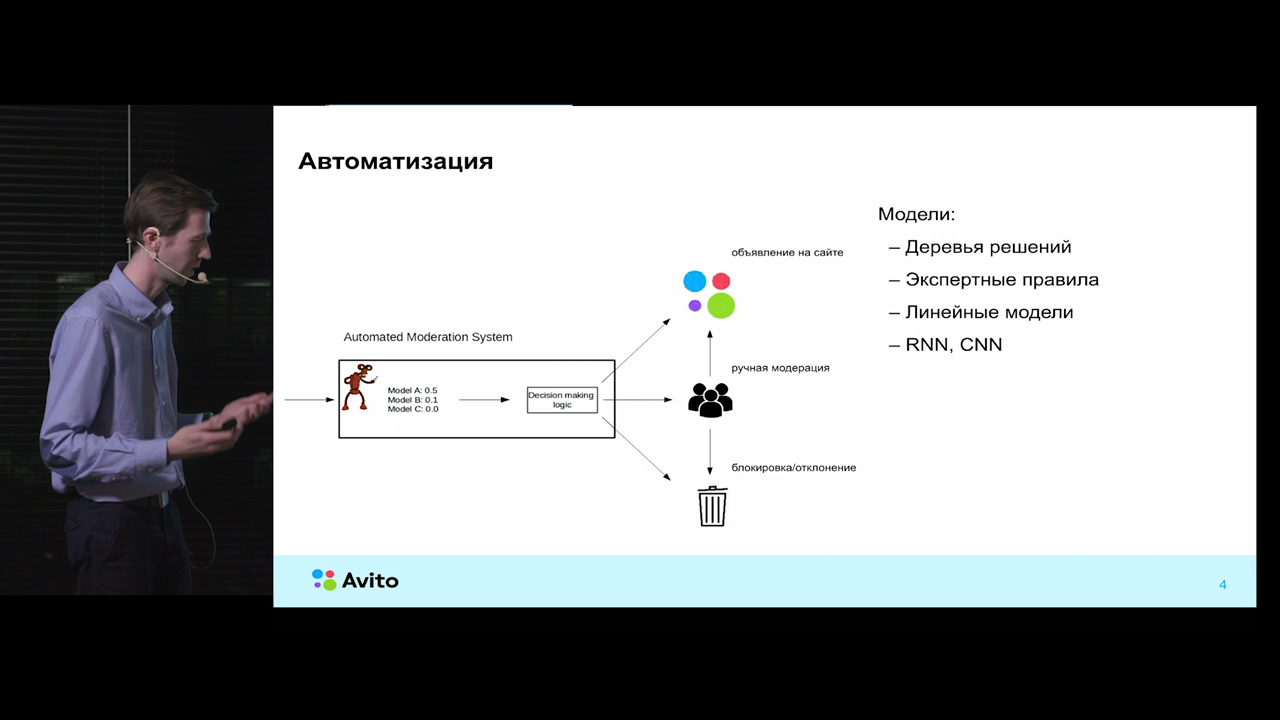 Автоматизация
Модели:
– Деревья решений
– Экспертные правила
– Линейные модели
– RNN, CNN
объявление на сайте
Automated Moderation System
ручная модерация
Model A: 0.5
Model B: 0.1
Model C: 0.0
Decision making
logic
блокировка/отклонение
Avito
4